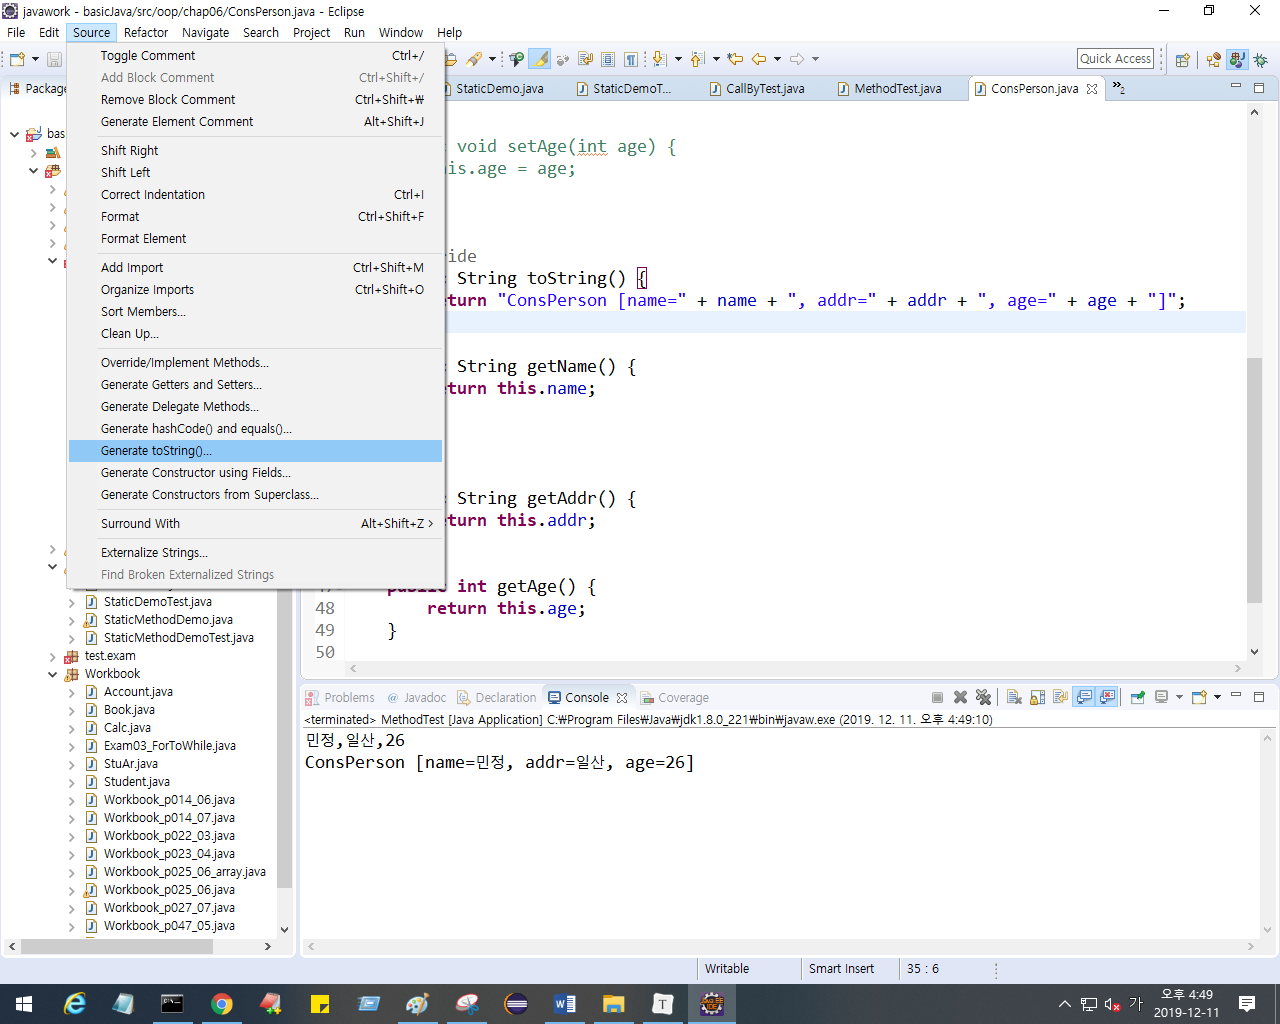 javawork - basicJava/src/oop/chap06/ConsPerson.java - Eclipse
File Edit Source Refactor Navigate Search Project Run Window Help
Toggle Comment Ctrl+/
Add Block Comment Ctrl+Shift+/
Remove Block Comment Ctrl+Shift+₩
Generate Element Comment Alt+Shift+J
Shift Right
Shift Left
Correct Indentation Ctrl+I
Format Ctrl+Shift+F
Format Element
Add Import Ctrl+Shift+M
Organize Imports Ctrl+Shift+O
Sort Members...
Clean Up...
Override/Implement Methods...
Generate Getters and Setters...
Generate Delegate Methods...
Generate hashCode() and equals()...
Generate toString()...
Generate Constructor using Fields...
Generate Constructors from Superclass...
Surround With Alt+Shift+Z
Externalize Strings...
Find Broken Externalized Strings
Quick Access
Package
bas
StaticDemoTest.java
StaticMethodDemo.java
StaticMethodDemoTest.java
test.exam
Workbook
Account.java
Book.java
Calc.java
Exam03_ForToWhile.java
StuAr.java
Student.java
Workbook_p014_06.java
Workbook_p014_07.java
Workbook_p022_03.java
Workbook_p023_04.java
Workbook_p025_06_array.java
Workbook_p025_06.java
Workbook_p027_07.java
Workbook_p047_05.java
StaticDemo.java StaticDemoT... CallByTest.java MethodTest.java ConsPerson.java »2
void setAge(int age) {
is.age = age;
ide
String toString() {
turn "ConsPerson [name=" + name + ", addr=" + addr + ", age=" + age + "]";
String getName() {
turn this.name;
String getAddr() {
turn this.addr;
public int getAge() {
48 return this.age;
49 }
50
Problems @ Javadoc Declaration Console Coverage
<terminated> MethodTest [Java Application] C:₩Program Files₩Java₩jdk1.8.0_221₩bin₩javaw.exe (2019. 12. 11. 오후 4:49:10)
민정,일산,26
ConsPerson [name=민정, addr=일산, age=26]
Writable Smart Insert 35 : 6
가 오후 4:49
2019-12-11